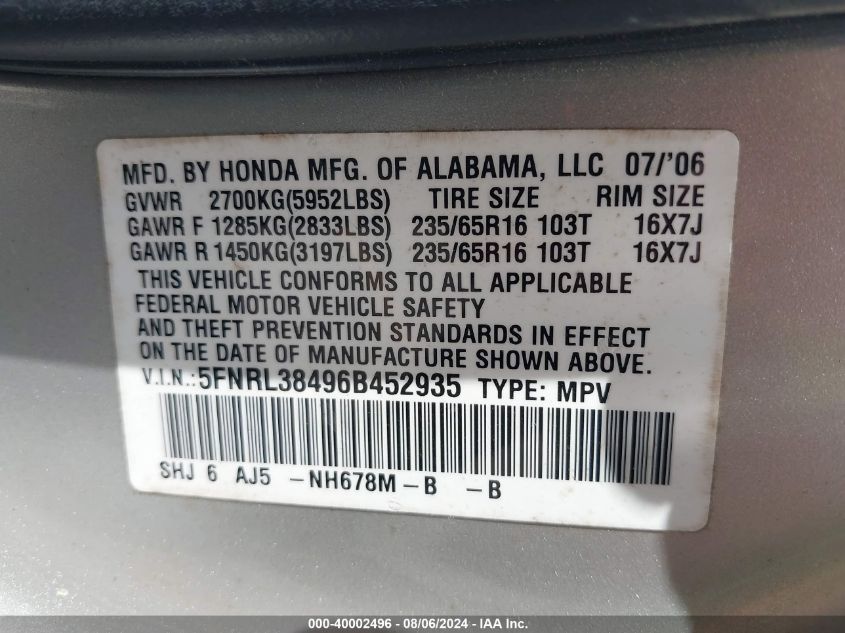 MFD. BY HONDA MFG. OF ALABAMA, LLC 07/'06
GVWR 2700KG(5952LBS) TIRE SIZE RIM SIZE
GAWR F 1285KG(2833LBS) 235/65R16 103T 16X7J
GAWR R 1450KG(3197LBS) 235/65R16 103T 16X7J
THIS VEHICLE CONFORMS TO ALL APPLICABLE
FEDERAL MOTOR VEHICLE SAFETY
AND THEFT PREVENTION STANDARDS IN EFFECT
ON THE DATE OF MANUFACTURE SHOWN ABOVE.
V.I.N.: 5FNRL38496B452935 TYPE: MPV
SHJ 6 AJ5 -NH678M-B -B
000-40002496 - 08/06/2024 - IAA Inc.